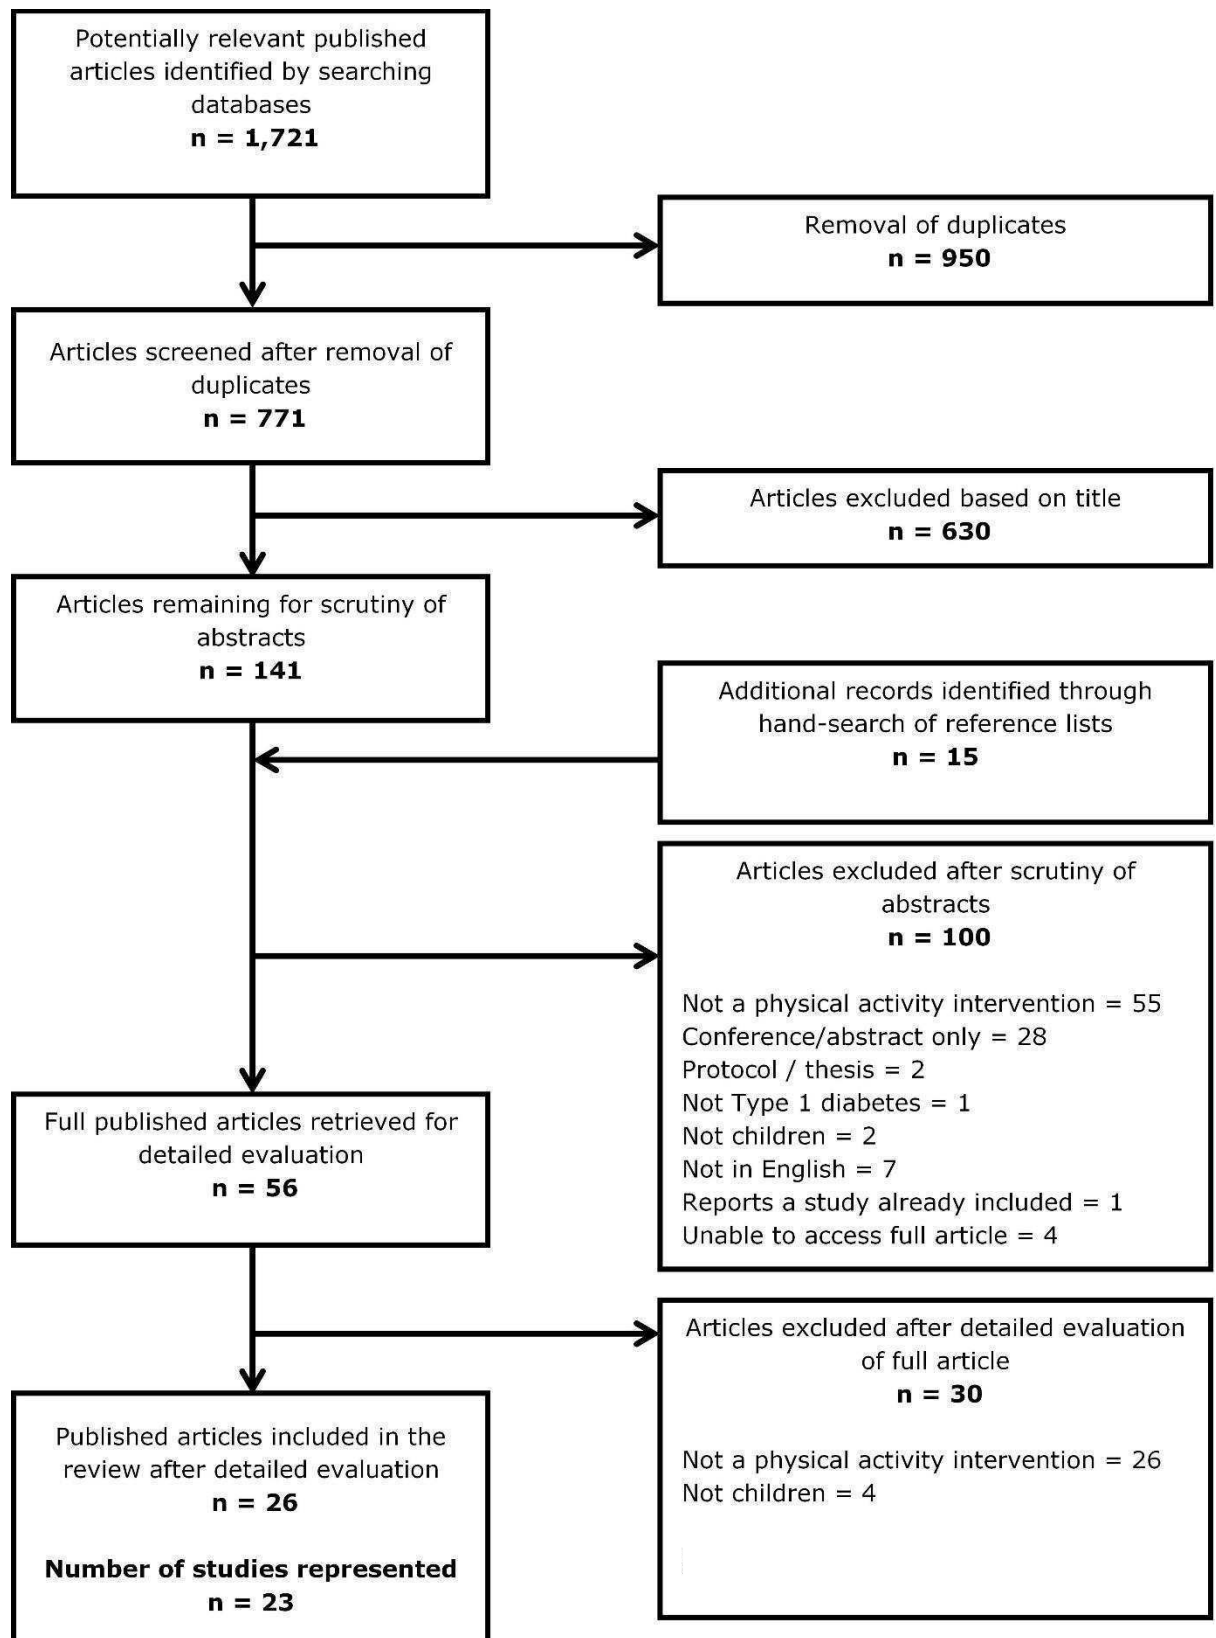 Potentially relevant published
articles identified by searching
databases
n = 1,721
Removal of duplicates
n = 950
Articles screened after removal of
duplicates
n = 771
Articles excluded based on title
n = 630
Articles remaining for scrutiny of
abstracts
n = 141
Additional records identified through
hand-search of reference lists
n = 15
Articles excluded after scrutiny of
abstracts
n = 100
Not a physical activity intervention = 55
Conference/abstract only = 28
Protocol / thesis = 2
Not Type 1 diabetes = 1
Not children = 2
Not in English = 7
Reports a study already included = 1
Unable to access full article = 4
Full published articles retrieved for
detailed evaluation
n = 56
Articles excluded after detailed evaluation
of full article
n = 30
Not a physical activity intervention = 26
Not children = 4
Published articles included in the
review after detailed evaluation
n = 26
Number of studies represented
n = 23